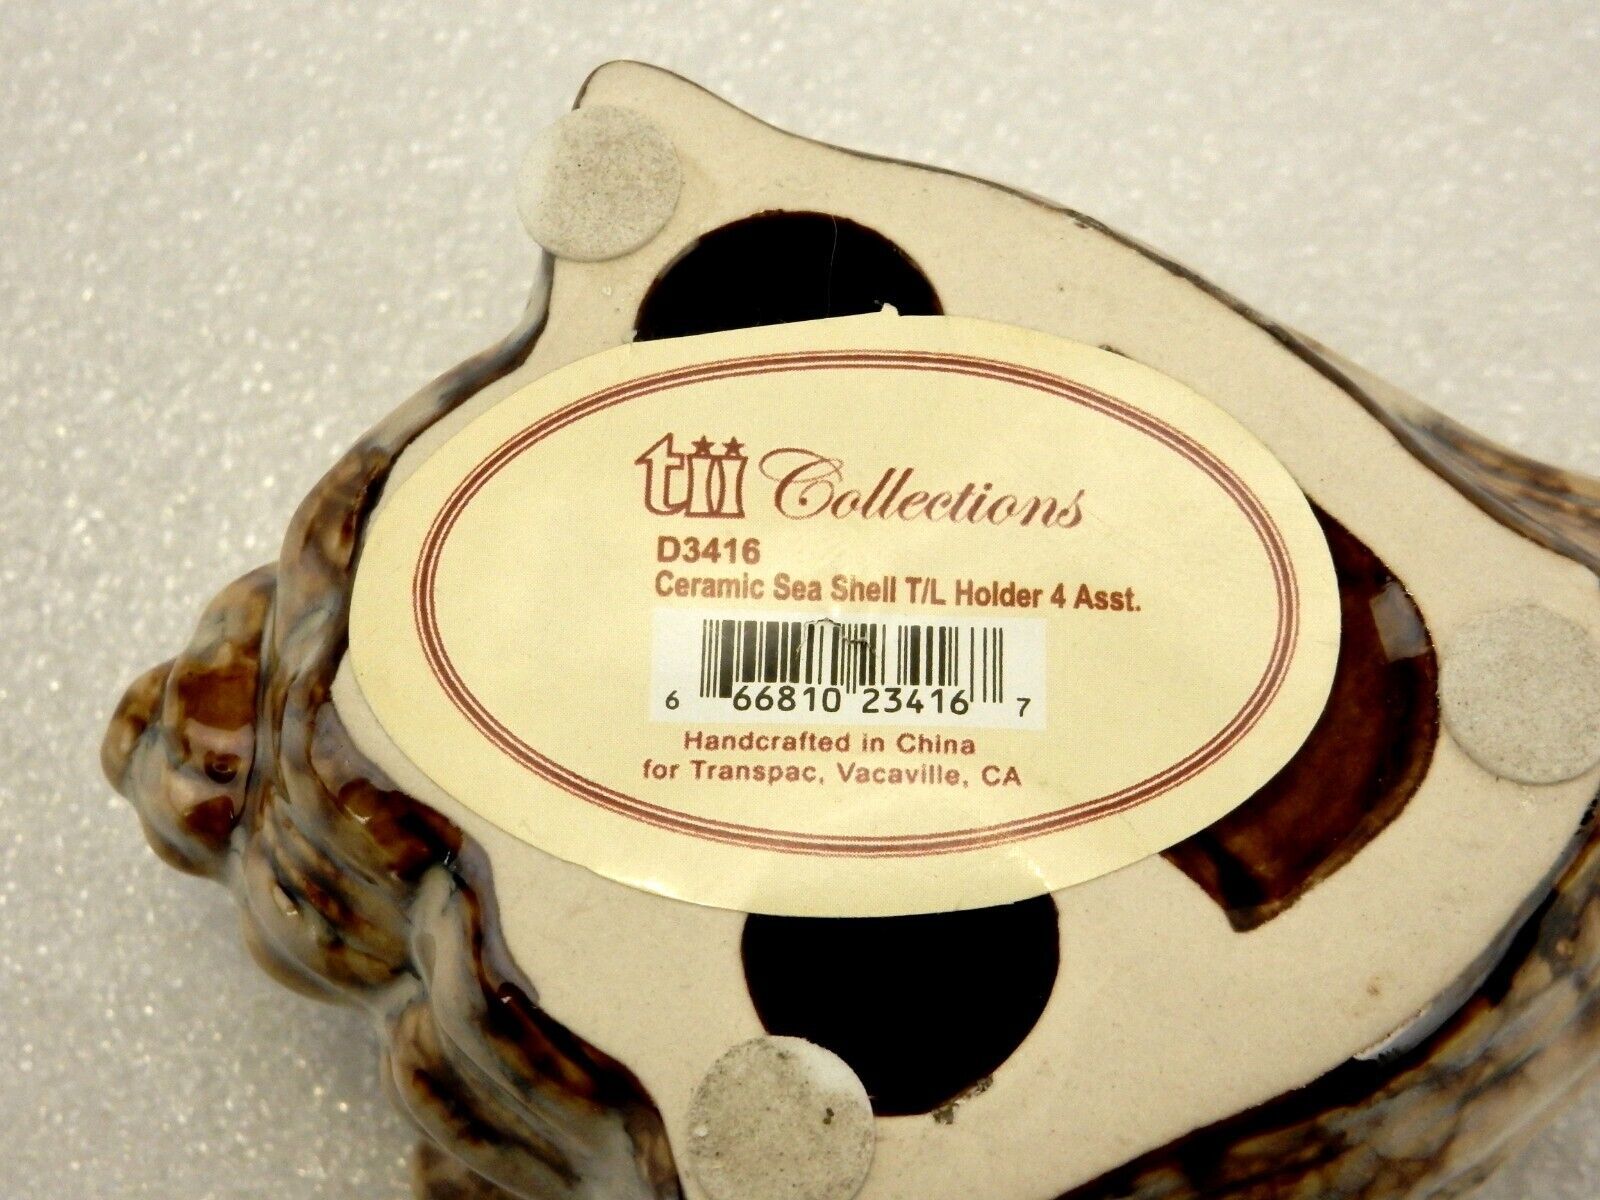 tii Collections
D3416
Ceramic Sea Shell T/L Holder 4 Asst.
6 66810 23416 7
Handcrafted in China
for Transpac, Vacaville, CA